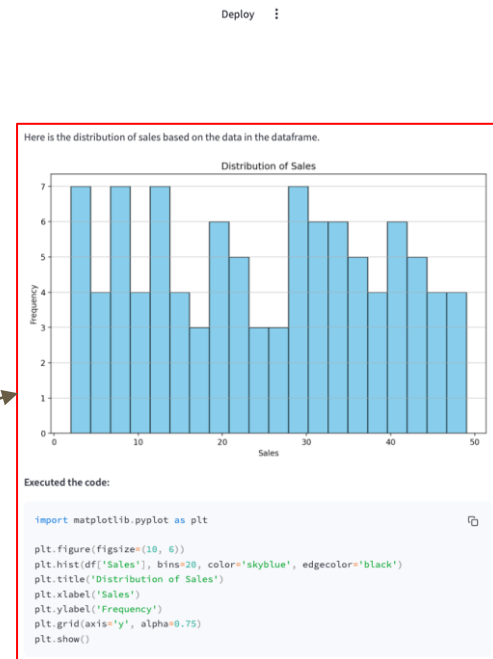 Deploy
Here is the distribution of sales based on the data in the dataframe.
Distribution of Sales
7
6
5
4
3
2
1
0
Frequency
0 10 20 30 40 50
Sales
Executed the code:
import matplotlib.pyplot as plt
plt.figure(figsize=(10, 6))
plt.hist(df['Sales'], bins=20, color='skyblue', edgecolor='black')
plt.title('Distribution of Sales')
plt.xlabel('Sales')
plt.ylabel('Frequency')
plt.grid(axis='y', alpha=0.75)
plt.show()